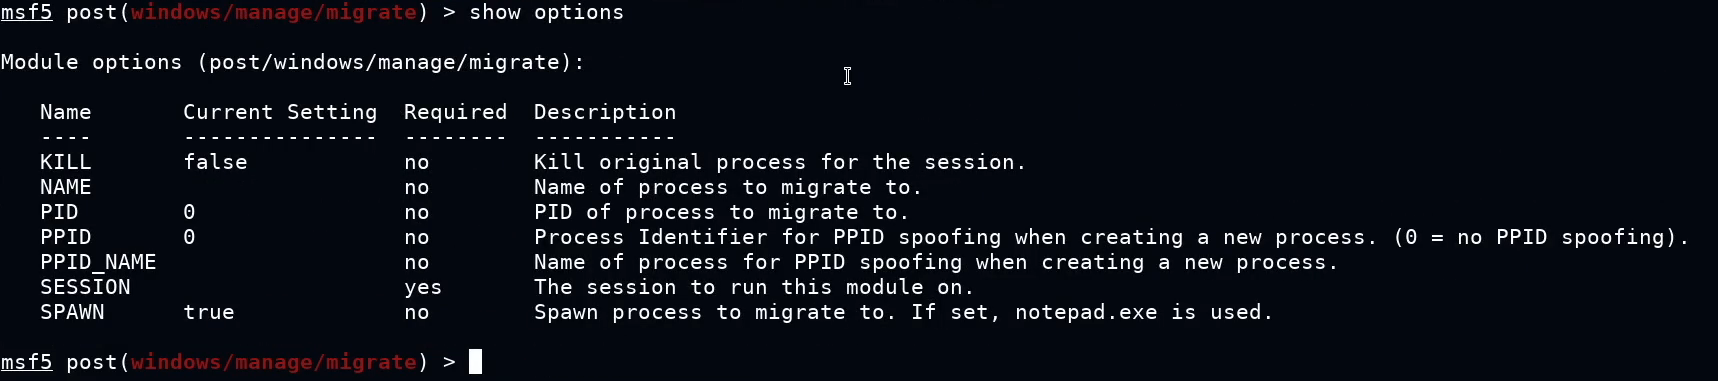 msf5 post(windows/manage/migrate) > show options
Module options (post/windows/manage/migrate):
Name Current Setting Required Description
---- --------------- -------- -----------
KILL false no Kill original process for the session.
NAME no Name of process to migrate to.
PID 0 no PID of process to migrate to.
PPID 0 no Process Identifier for PPID spoofing when creating a new process. (0 = no PPID spoofing).
PPID_NAME no Name of process for PPID spoofing when creating a new process.
SESSION yes The session to run this module on.
SPAWN true no Spawn process to migrate to. If set, notepad.exe is used.
msf5 post(windows/manage/migrate) >